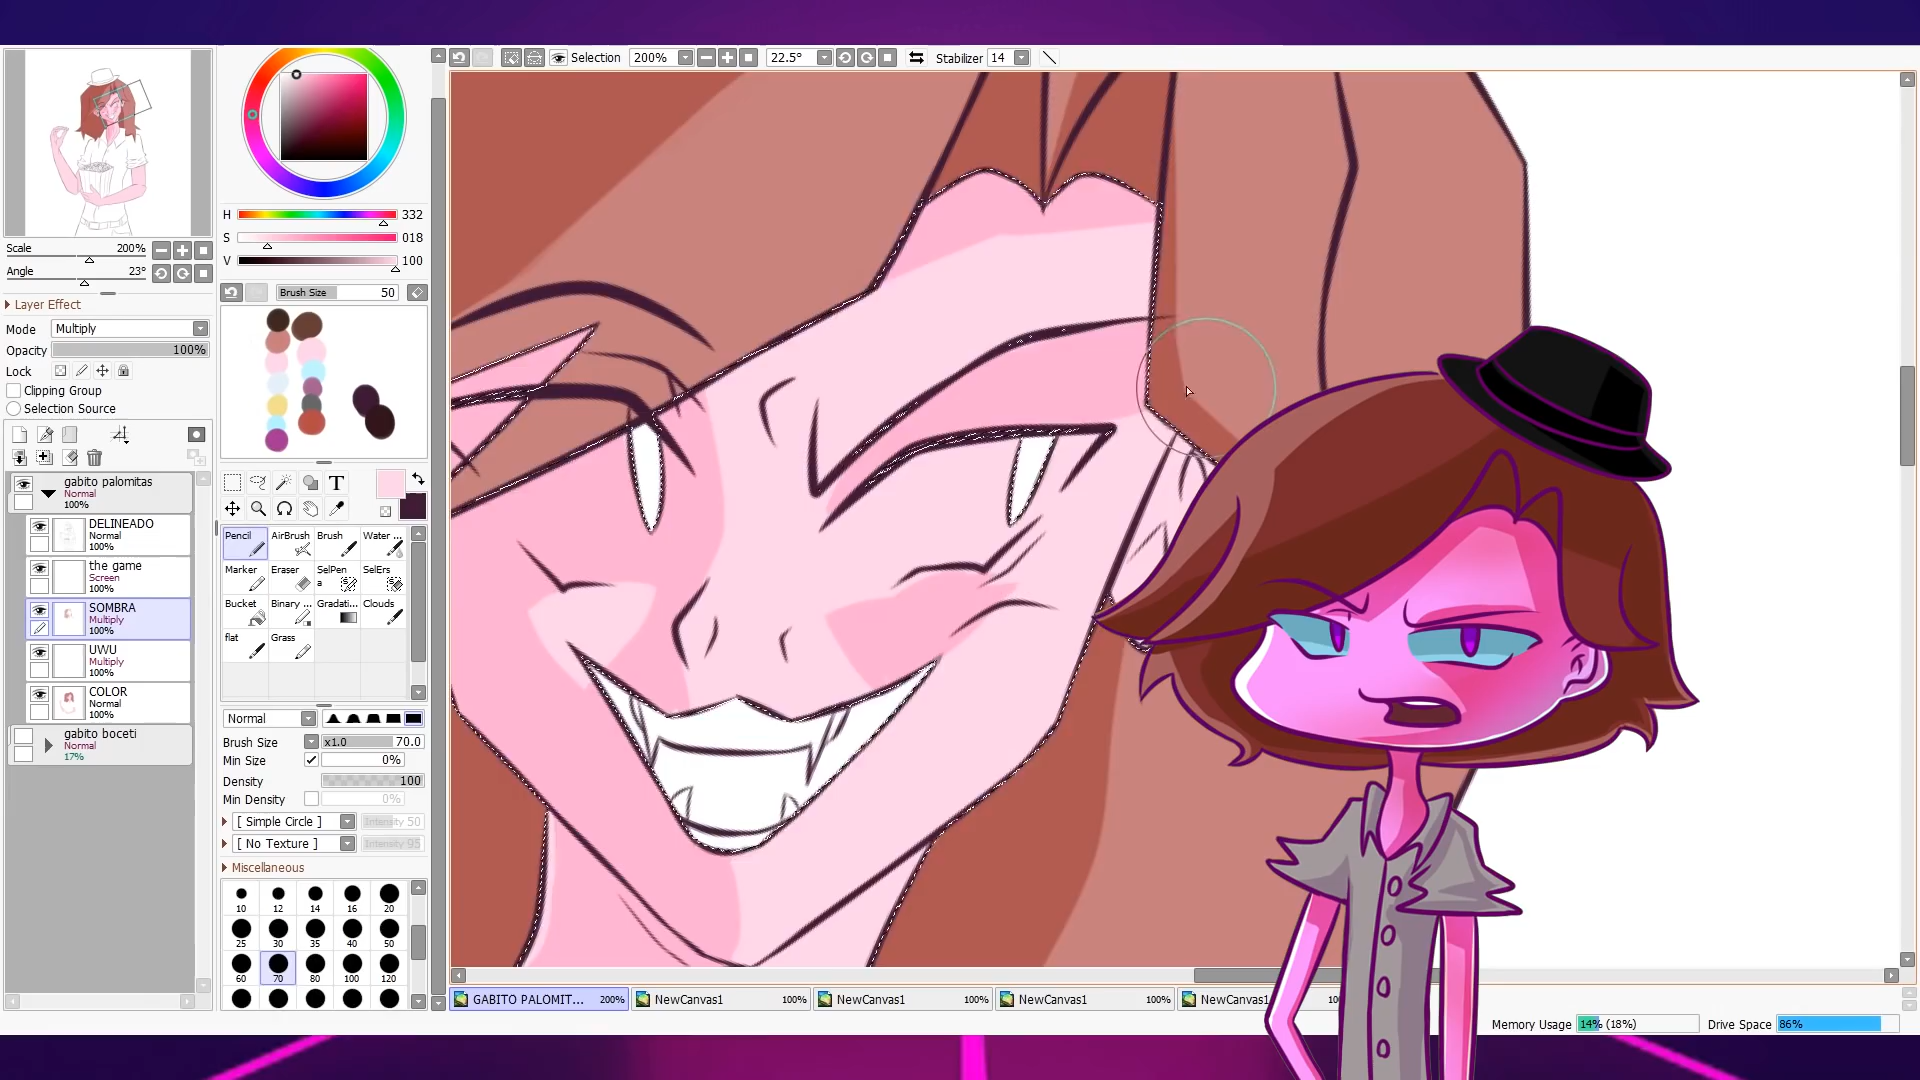 Selection 200% 22.5° Stabilizer 14
H 332
S 018
V 100
Scale 200%
Angle 23°
Brush Size 50
Layer Effect
Mode Multiply
Opacity 100%
Lock
Clipping Group
Selection Source
gabito palomitas
Normal
100%
DELINEADO
Normal
100%
the game
Screen
100%
SOMBRA
Multiply
100%
UWU
Multiply
100%
COLOR
Normal
100%
gabito boceti
Normal
17%
T
Pencil AirBrush Brush Water ...
Marker Eraser SelPen SelErs
a
Bucket Binary ... Gradati... Clouds
flat Grass
Normal
Brush Size x1.0 70.0
Min Size 0%
Density 100
Min Density 0%
[ Simple Circle ] Intensity 50
[ No Texture ] Intensity 95
Miscellaneous
10 12 14 16 20
25 30 35 40 50
60 70 80 100 120
GABITO PALOMIT... 200% NewCanvas1 100% NewCanvas1 100% NewCanvas1 100% NewCanvas1
Memory Usage 14% (18%) Drive Space 86%